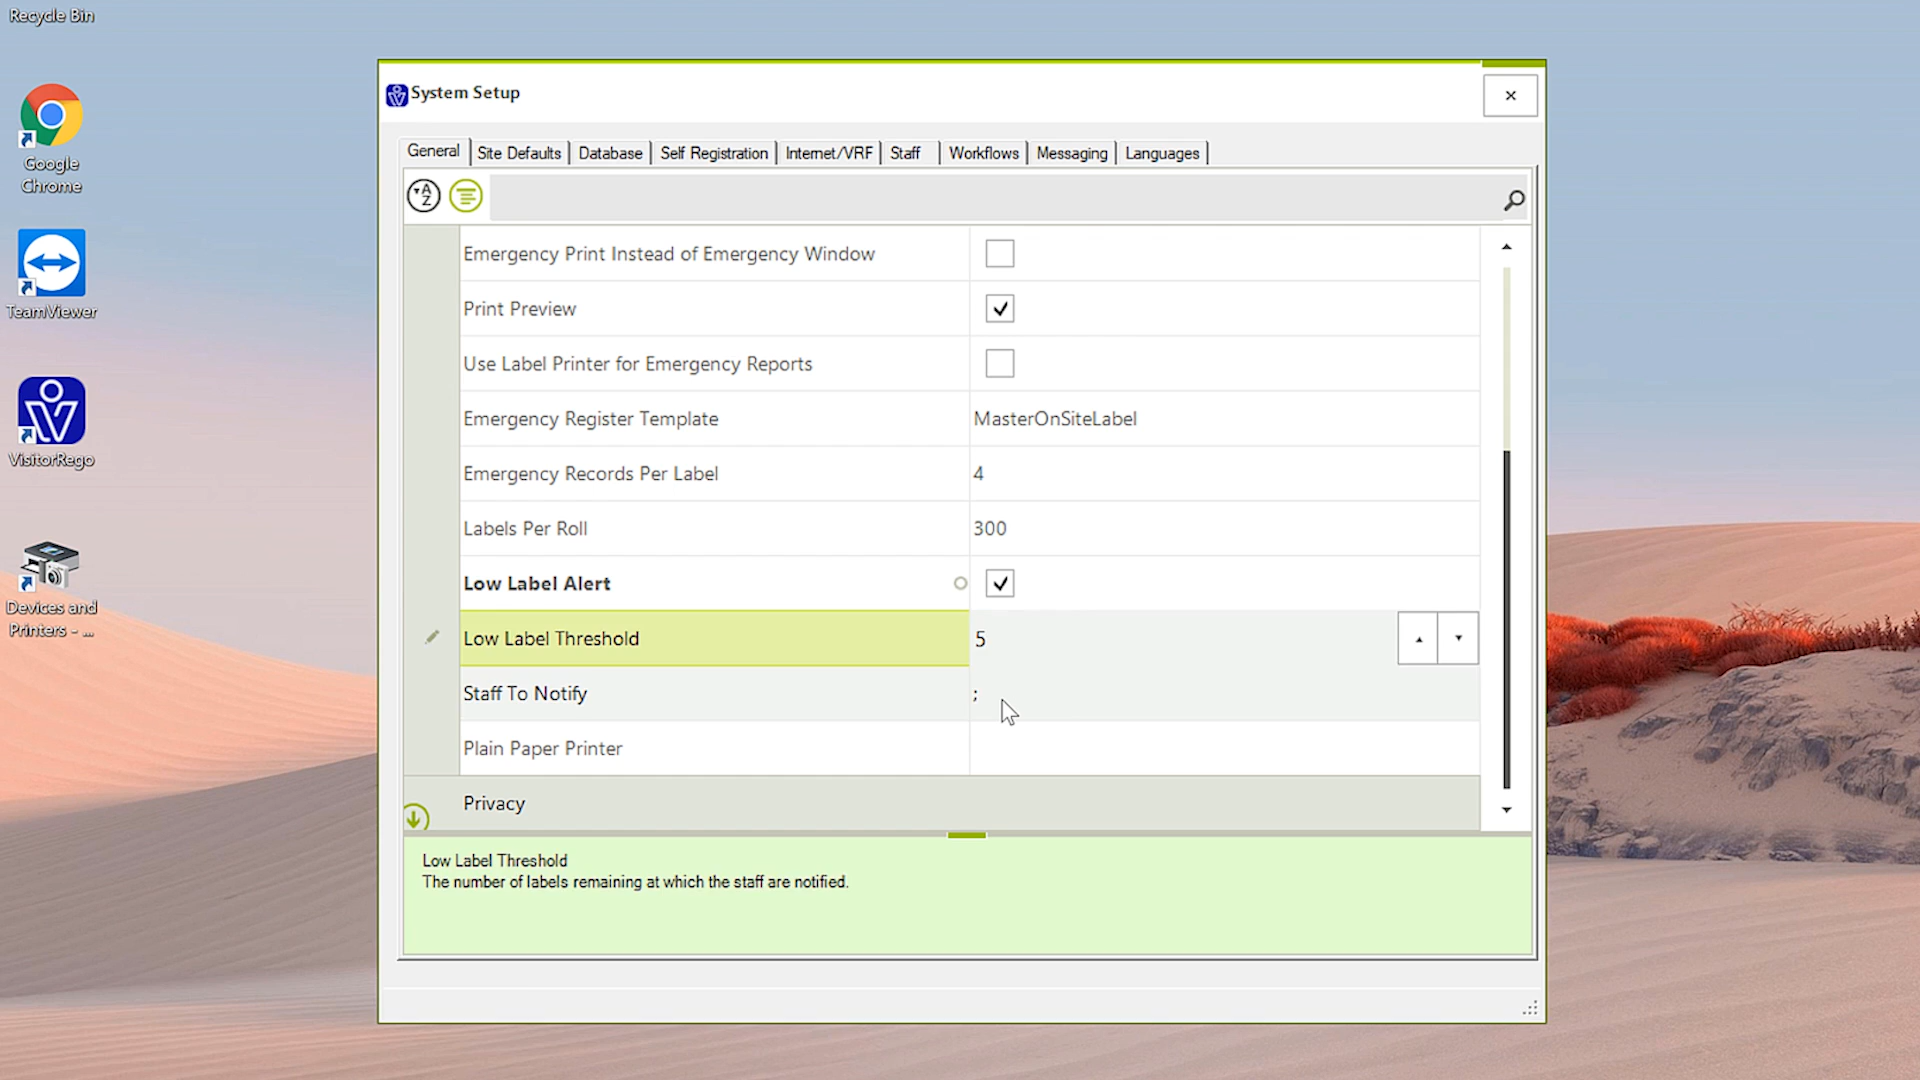 Recycle Bin
Google
Chrome
TeamViewer
VisitorRego
Devices and
Printers - ...
System Setup
General
Site Defaults
Database
Self Registration
Internet/VRF
Staff
Workflows
Messaging
Languages
Emergency Print Instead of Emergency Window
Print Preview
Use Label Printer for Emergency Reports
Emergency Register Template MasterOnSiteLabel
Emergency Records Per Label 4
Labels Per Roll 300
Low Label Alert
Low Label Threshold 5
Staff To Notify ;
Plain Paper Printer
Privacy
Low Label Threshold
The number of labels remaining at which the staff are notified.